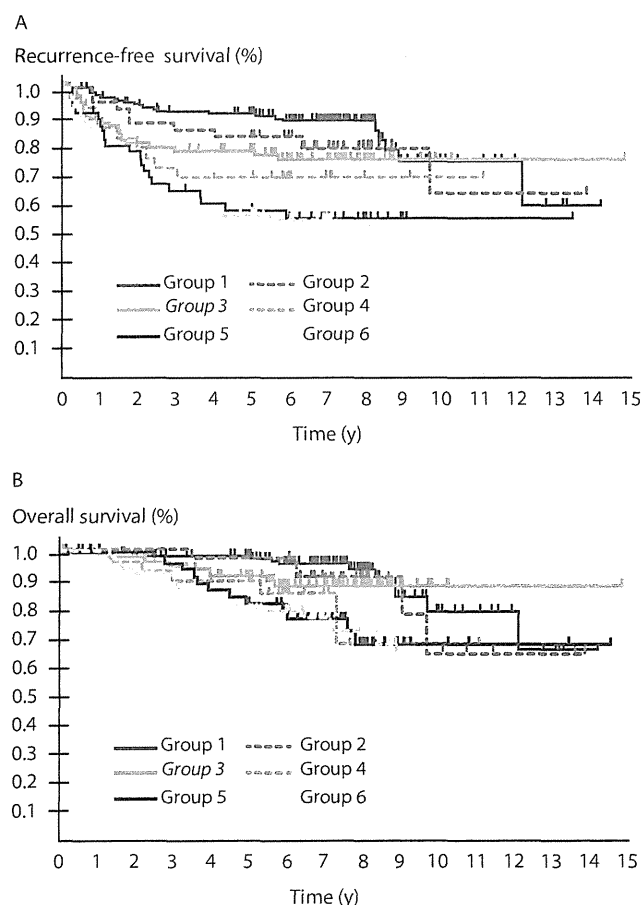 A
Recurrence-free survival (%)
1.0
0.9
0.8
0.7
0.6
0.5
0.4
0.3
0.2
0.1
Group 1
Group 2
Group 3
Group 4
Group 5
Group 6
0 1 2 3 4 5 6 7 8 9 10 11 12 13 14 15
Time (y)
B
Overall survival (%)
1.0
0.9
0.8
0.7
0.6
0.5
0.4
0.3
0.2
0.1
Group 1
Group 2
Group 3
Group 4
Group 5
Group 6
0 1 2 3 4 5 6 7 8 9 10 11 12 13 14 15
Time (y)